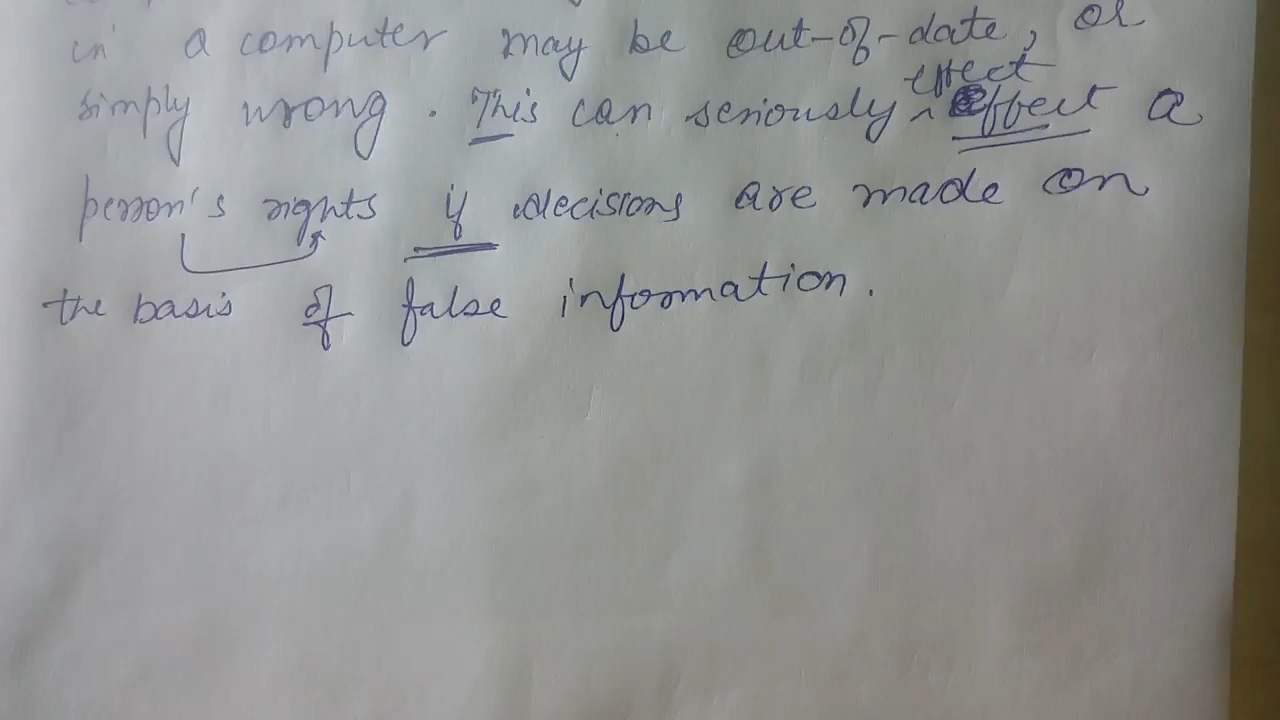 in a computer may be out-of-date, or
simply wrong. This can seriously effect effect a
person's rights if decisions are made on
the basis of false information.